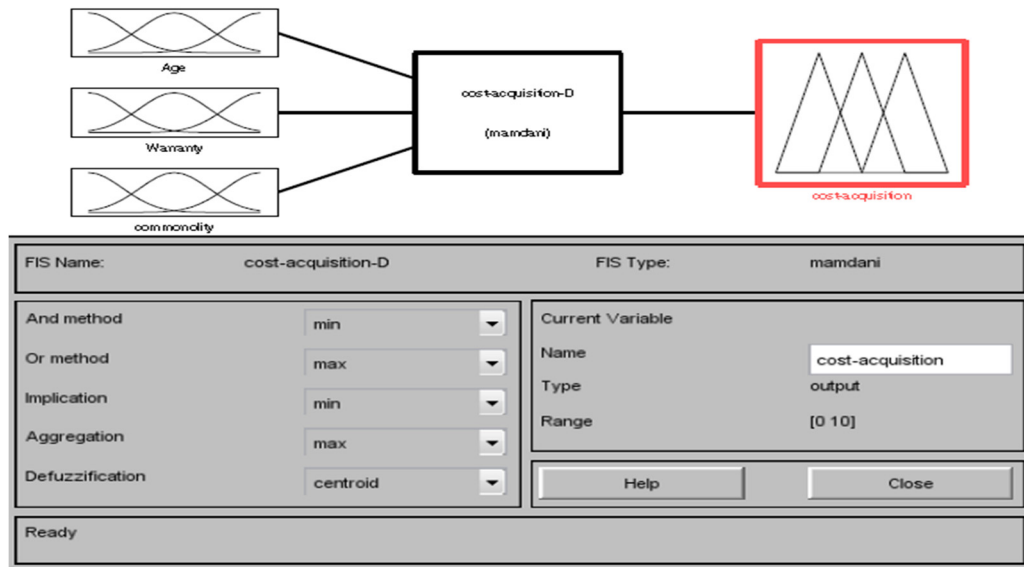 Age
Warranty
commonolity
cost-acquisition-D
(mamdani)
cost-acquisition
FIS Name: cost-acquisition-D FIS Type: mamdani
And method min
Or method max
Implication min
Aggregation max
Defuzzification centroid
Current Variable
Name cost-acquisition
Type output
Range [0 10]
Help Close
Ready